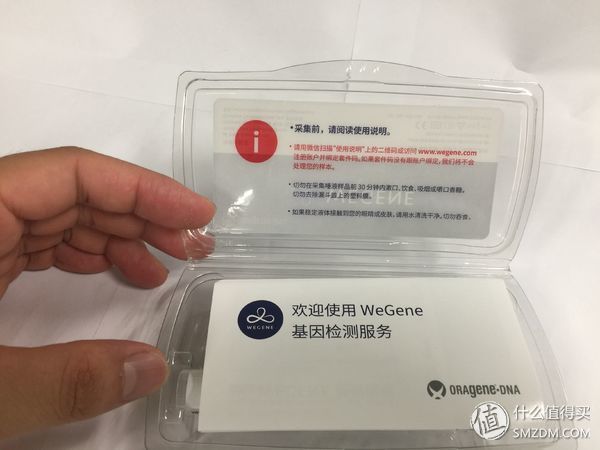 i
•采集前，请阅读使用说明。
•请用微信扫描"使用说明"上的二维码或访问 www.wegene.com
注册账户并绑定套件码。如果套件码没有跟账户绑定，我们将不会
处理您的样本。
•切勿在采集唾液样品前30分钟内漱口、饮食、吸烟或嚼口香糖。
切勿去除漏斗器上的塑料膜。
•如果稳定液体接触到您的眼睛或皮肤，请用水清洗干净。切勿吞食。
WEGENE
WEGENE
欢迎使用 WeGene
基因检测服务
ORAgene·DNA
值 什么值得买
SMZDM.COM